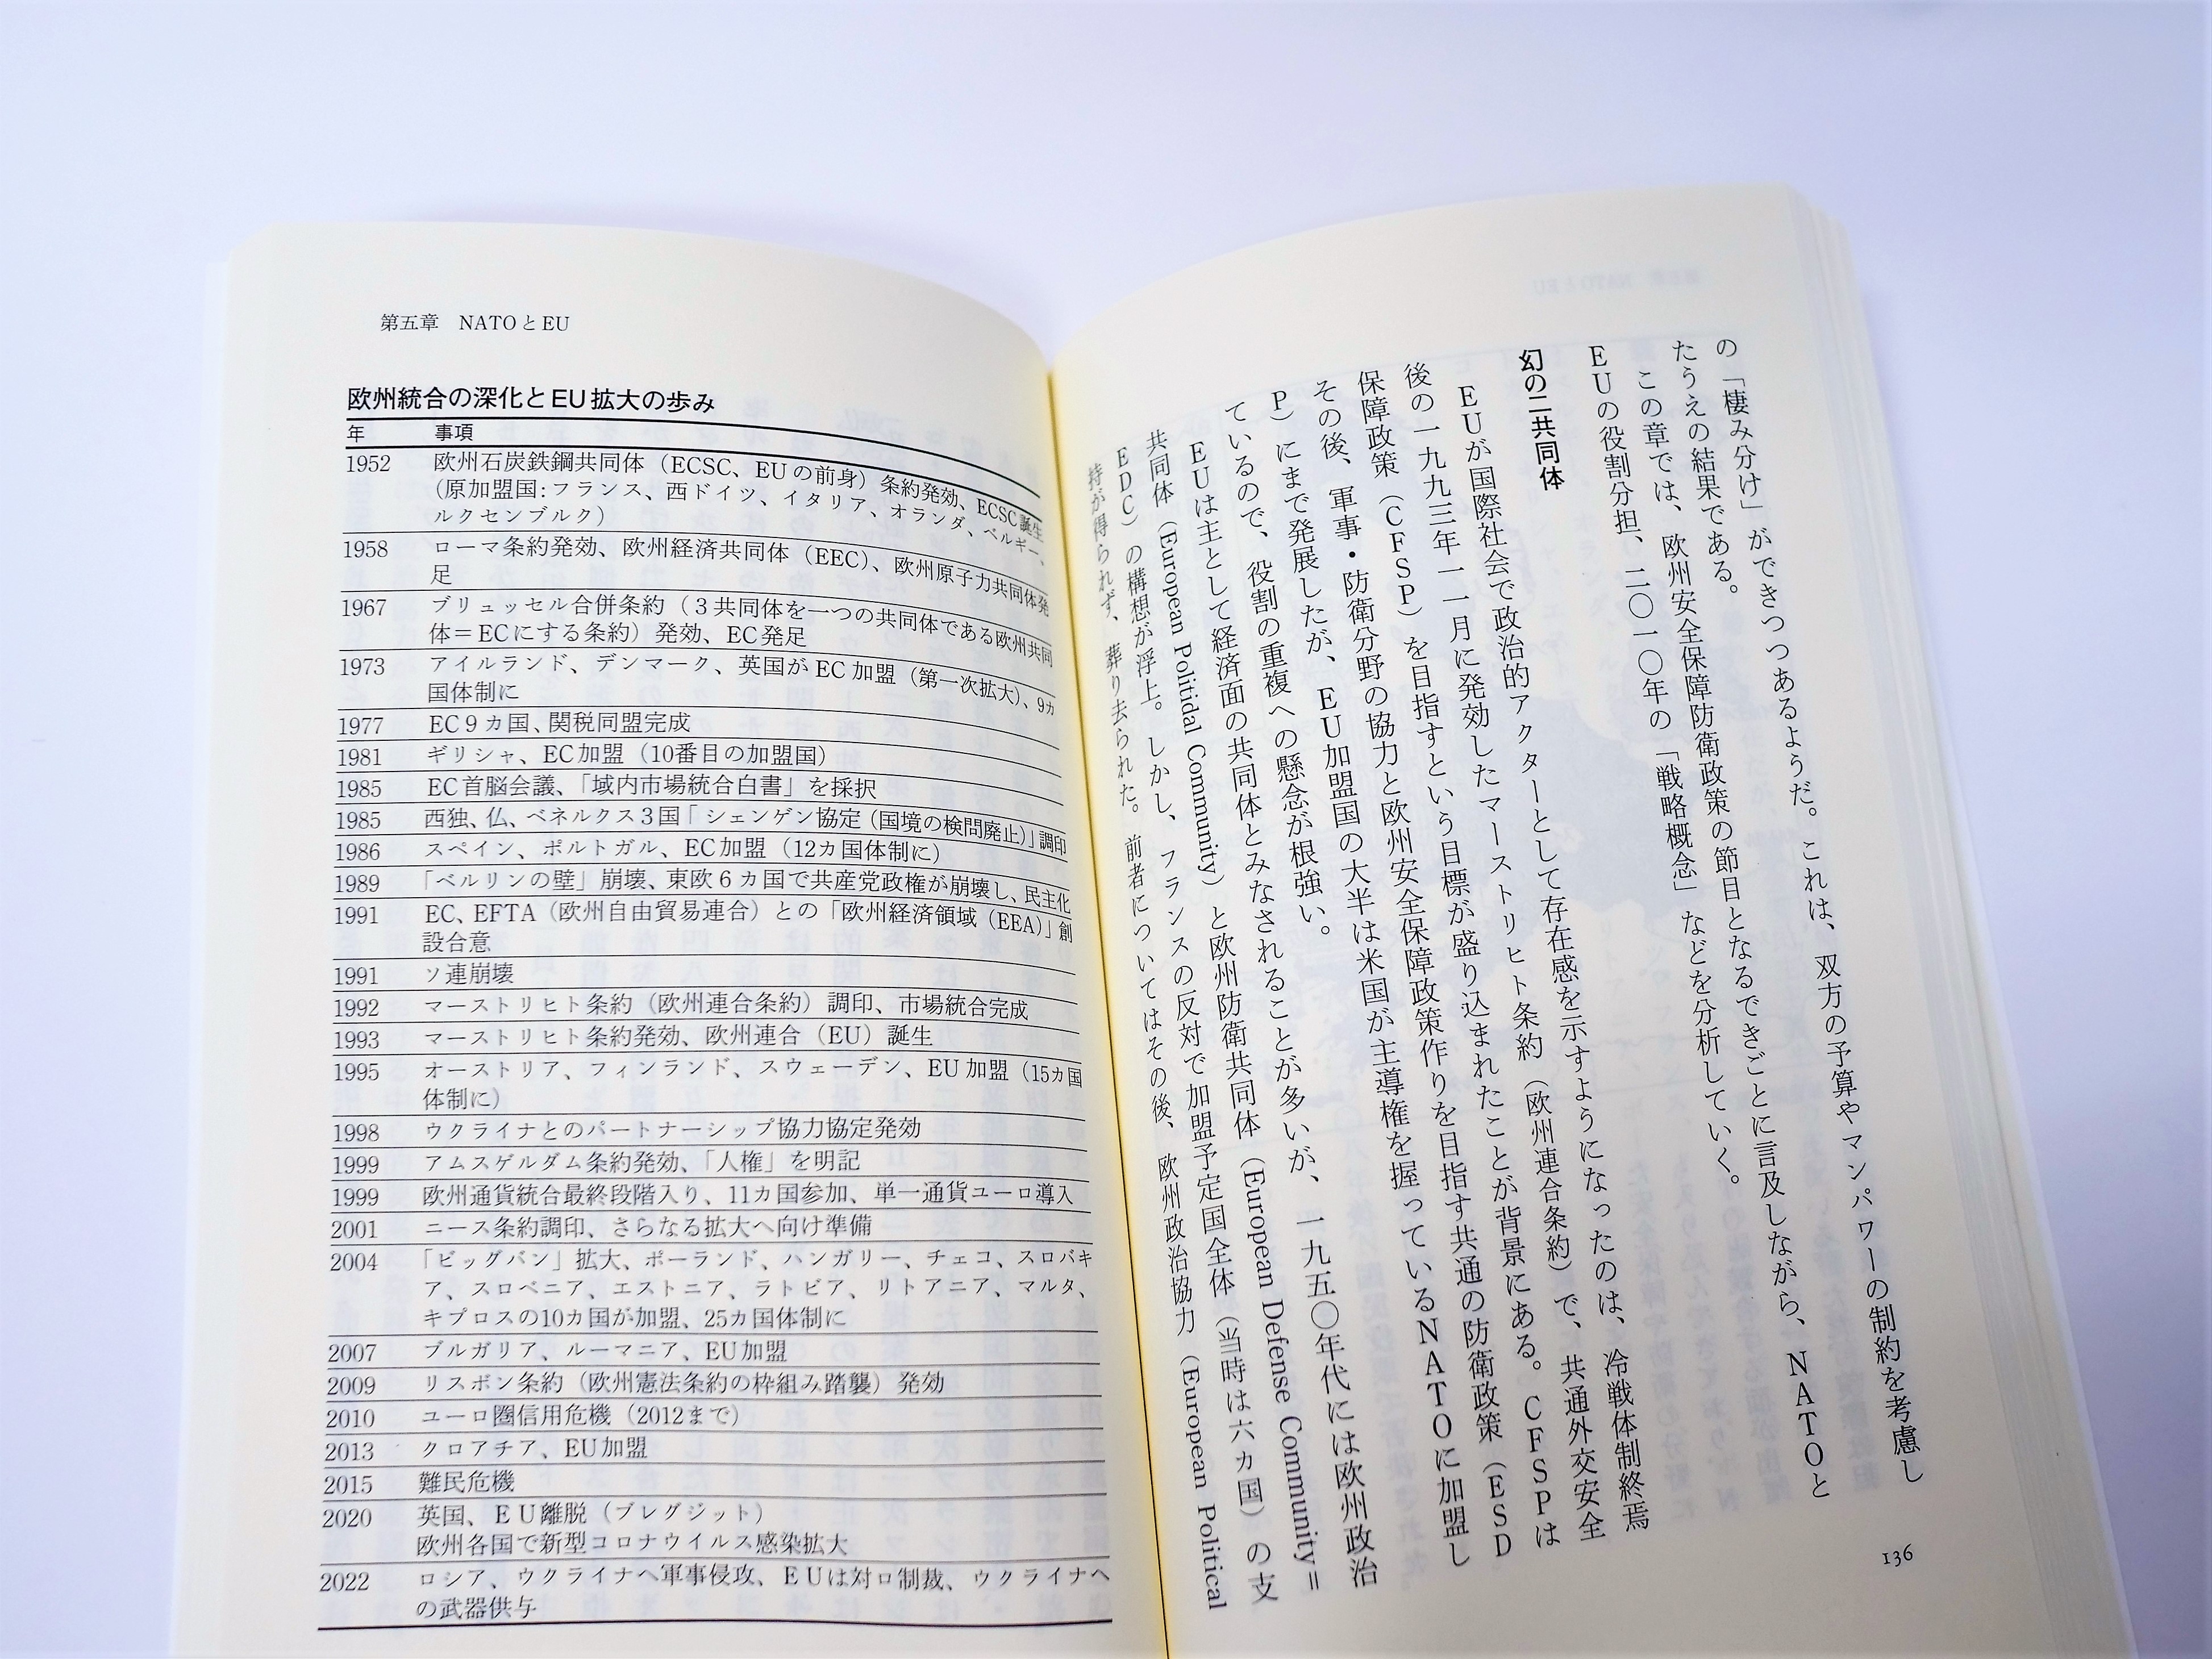 の「棲み分け」ができつつあるようだ。これは、双方の予算やマンパワーの制約を考慮し
たうえの結果である。
この章では、欧州安全保障防衛政策の節目となるできごとに言及しながら、NATOと
EUの役割分担、二〇一〇年の「戦略概念」などを分析していく。
幻の二共同体
EUが国際社会で政治的アクターとして存在感を示すようになったのは、冷戦体制終焉
後の一九九三年一一月に発効したマーストリヒト条約（欧州連合条約）で、共通外交安全
保障政策（CFSP）を目指すという目標が盛り込まれたことが背景にある。CFSPは
その後、軍事・防衛分野の協力と欧州安全保障政策作りを目指す共通の防衛政策（ESD
P）にまで発展したが、EU加盟国の大半は米国が主導権を握っているNATOに加盟し
ているので、役割の重複への懸念が根強い。
EUは主として経済面の共同体とみなされることが多いが、一九五〇年代には欧州政治
共同体（European Politidal Community）と欧州防衛共同体（European Defense Community＝
EDC）の構想が浮上。しかし、フランスの反対で加盟予定国全体（当時は六ヵ国）の支
持が得られず、葬り去られた。前者についてはその後、欧州政治協力（European Political
136
第五章 NATOとEU
欧州統合の深化とEU拡大の歩み
年 事項
1952 欧州石炭鉄鋼共同体（ECSC、EUの前身）条約発効、ECSC誕生
（原加盟国:フランス、西ドイツ、イタリア、オランダ、ベルギー、
ルクセンブルク）
1958 ローマ条約発効、欧州経済共同体（EEC）、欧州原子力共同体発
足
1967 ブリュッセル合併条約（3共同体を一つの共同体である欧州共同
体＝ECにする条約）発効、EC発足
1973 アイルランド、デンマーク、英国がEC加盟（第一次拡大）、9ヵ
国体制に
1977 EC9ヵ国、関税同盟完成
1981 ギリシャ、EC加盟（10番目の加盟国）
1985 EC首脳会議、「域内市場統合白書」を採択
1985 西独、仏、ベネルクス3国「シェンゲン協定（国境の検問廃止）」調印
1986 スペイン、ポルトガル、EC加盟（12ヵ国体制に）
1989 「ベルリンの壁」崩壊、東欧6ヵ国で共産党政権が崩壊し、民主化
1991 EC、EFTA（欧州自由貿易連合）との「欧州経済領域（EEA）」創
設合意
1991 ソ連崩壊
1992 マーストリヒト条約（欧州連合条約）調印、市場統合完成
1993 マーストリヒト条約発効、欧州連合（EU）誕生
1995 オーストリア、フィンランド、スウェーデン、EU加盟（15ヵ国
体制に）
1998 ウクライナとのパートナーシップ協力協定発効
1999 アムスゲルダム条約発効、「人権」を明記
1999 欧州通貨統合最終段階入り、11ヵ国参加、単一通貨ユーロ導入
2001 ニース条約調印、さらなる拡大へ向け準備
2004 「ビッグバン」拡大、ポーランド、ハンガリー、チェコ、スロバキ
ア、スロベニア、エストニア、ラトビア、リトアニア、マルタ、
キプロスの10ヵ国が加盟、25ヵ国体制に
2007 ブルガリア、ルーマニア、EU加盟
2009 リスボン条約（欧州憲法条約の枠組み踏襲）発効
2010 ユーロ圏信用危機（2012まで）
2013 クロアチア、EU加盟
2015 難民危機
2020 英国、EU離脱（ブレグジット）
欧州各国で新型コロナウイルス感染拡大
2022 ロシア、ウクライナへ軍事侵攻、EUは対ロ制裁、ウクライナへ
の武器供与